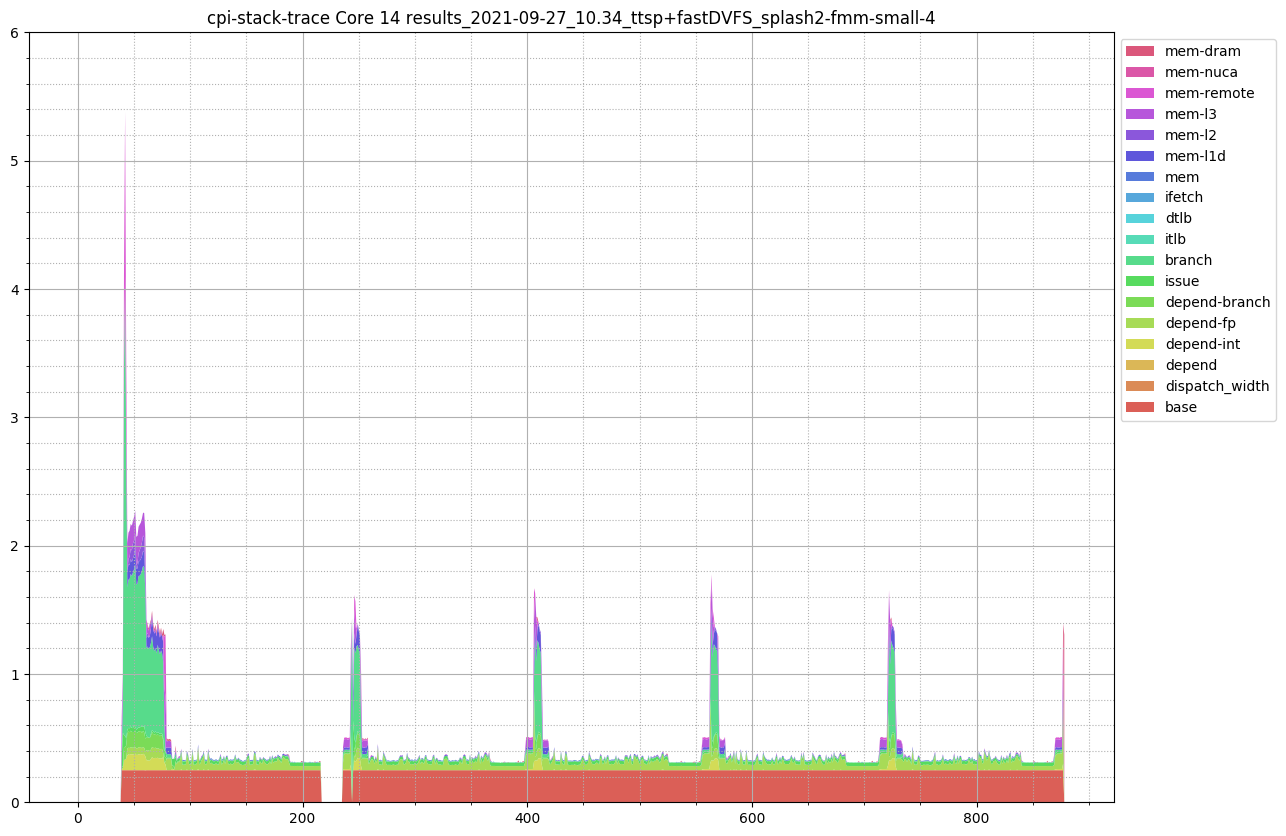 cpi-stack-trace Core 14 results_2021-09-27_10.34_ttsp+fastDVFS_splash2-fmm-small-4
6
5
4
3
2
1
0
0
200
400
600
800
mem-dram
mem-nuca
mem-remote
mem-l3
mem-l2
mem-l1d
mem
ifetch
dtlb
itlb
branch
issue
depend-branch
depend-fp
depend-int
depend
dispatch_width
base